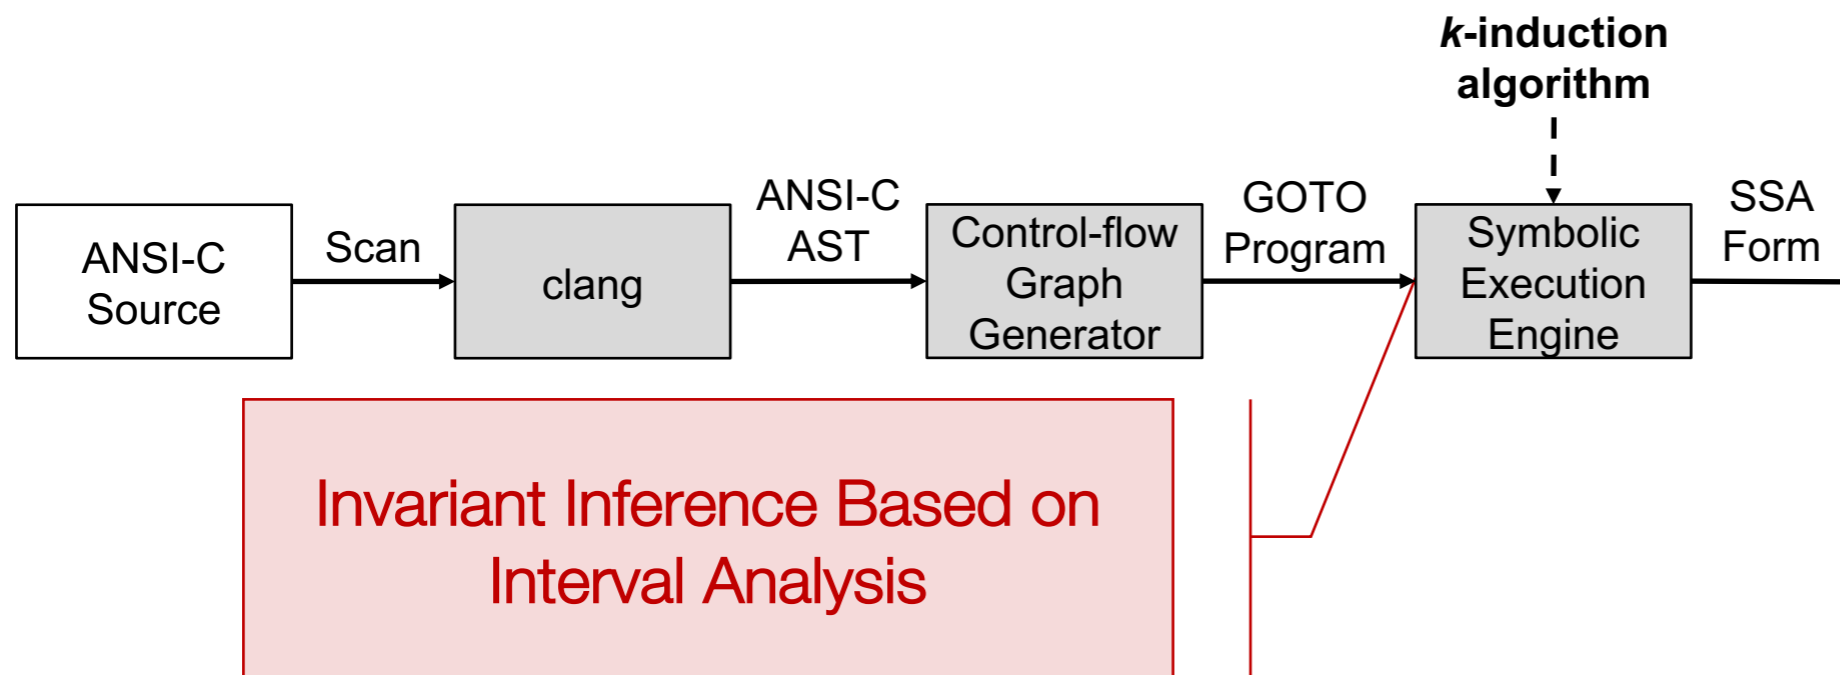 k-induction
algorithm
ANSI-C
Source
Scan
clang
ANSI-C
AST
Control-flow
Graph
Generator
GOTO
Program
Symbolic
Execution
Engine
SSA
Form
Invariant Inference Based on
Interval Analysis